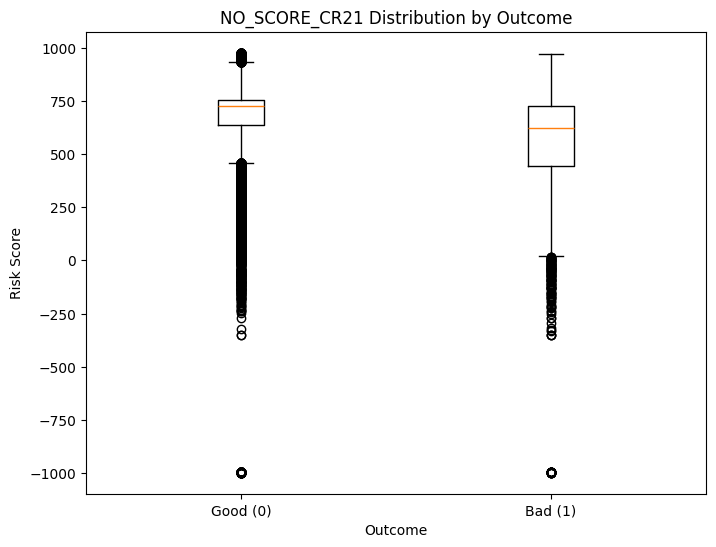 NO_SCORE_CR21 Distribution by Outcome
1000
750
500
250
0
−250
−500
−750
−1000
Risk Score
Good (0)
Bad (1)
Outcome